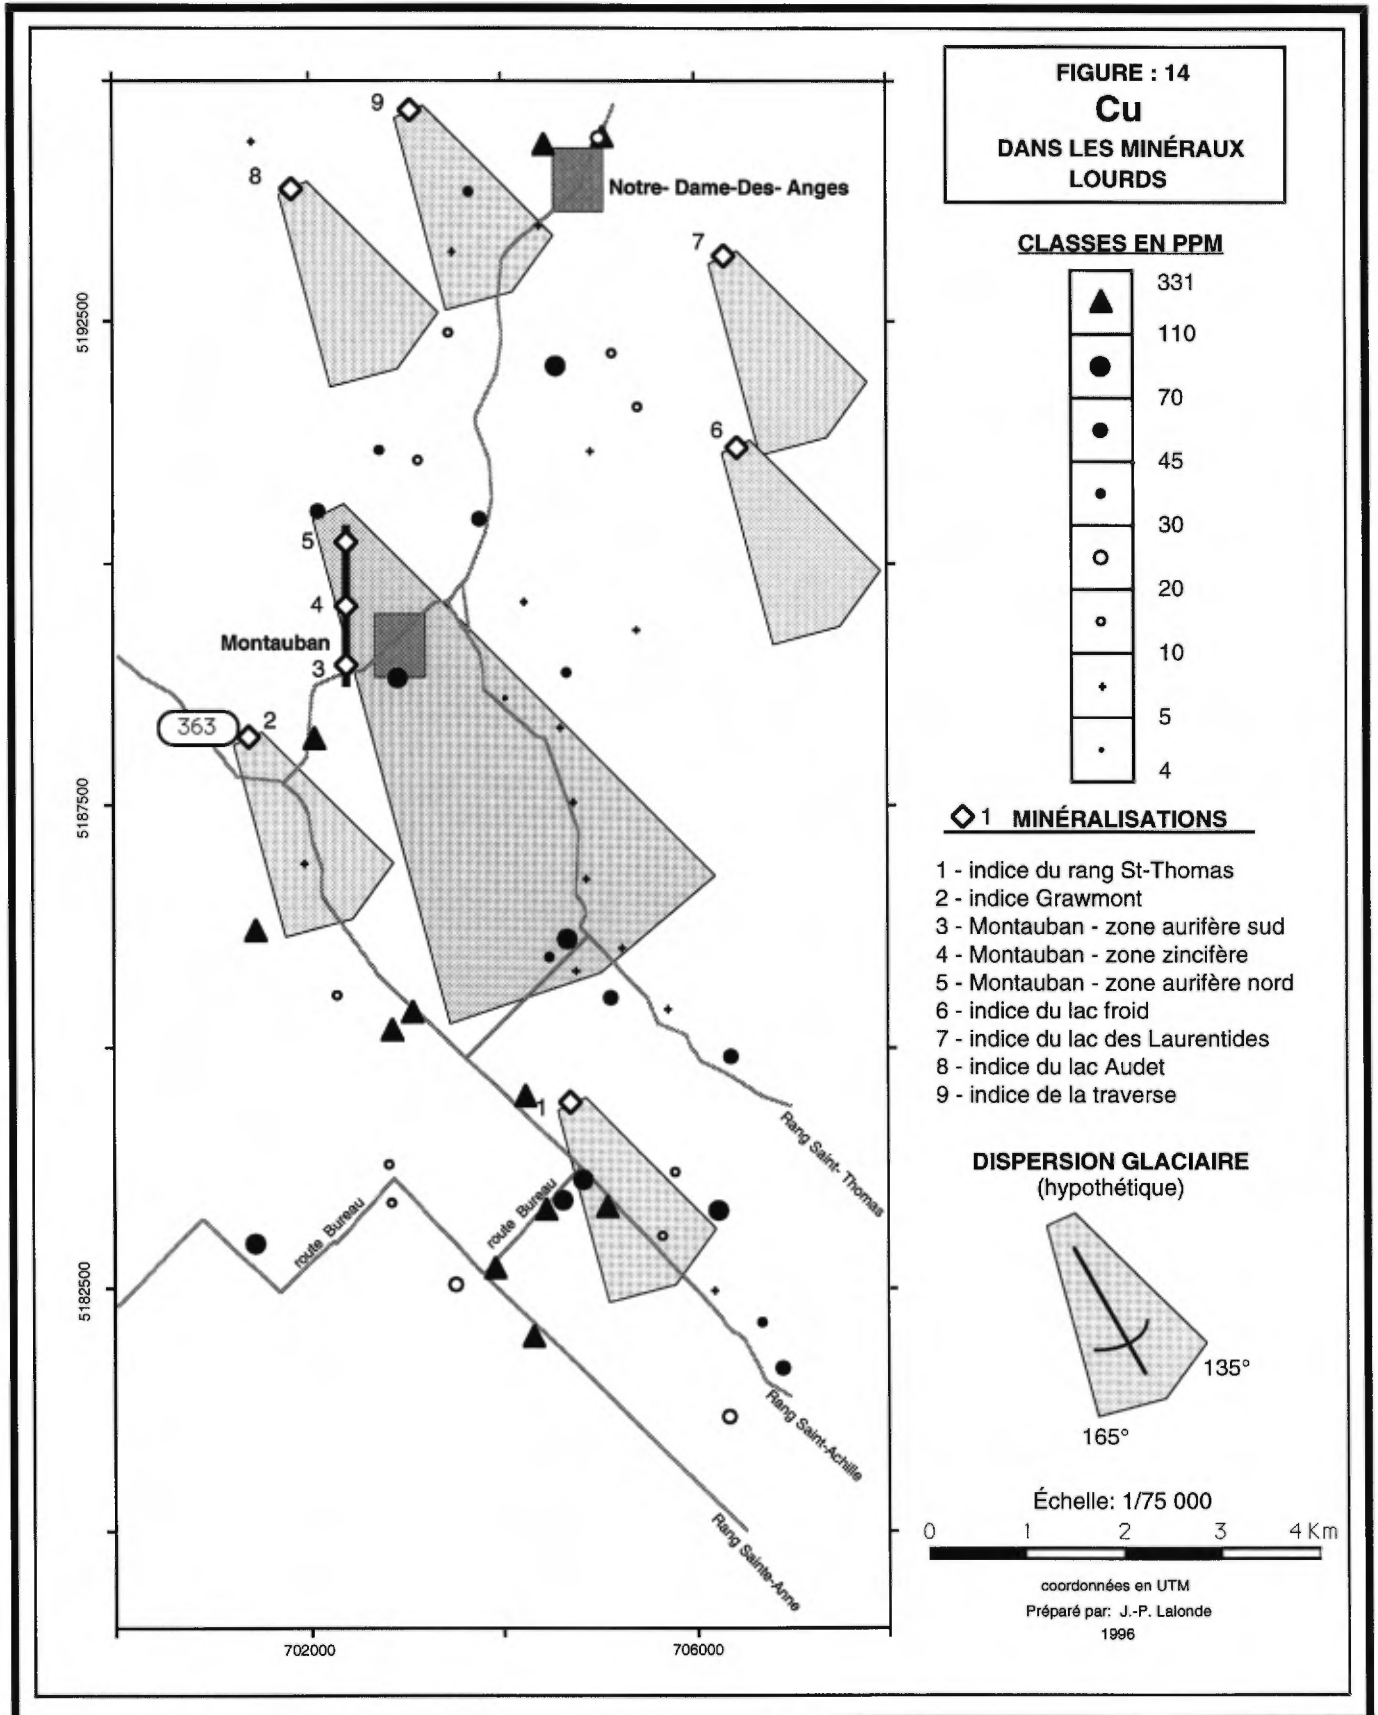 FIGURE : 14
Cu
DANS LES MINÉRAUX
LOURDS
CLASSES EN PPM
331
110
70
45
30
20
10
5
4
1 MINÉRALISATIONS
1 - indice du rang St-Thomas
2 - indice Grawmont
3 - Montauban - zone aurifère sud
4 - Montauban - zone zincifère
5 - Montauban - zone aurifère nord
6 - indice du lac froid
7 - indice du lac des Laurentides
8 - indice du lac Audet
9 - indice de la traverse
DISPERSION GLACIAIRE
(hypothétique)
135°
165°
Échelle: 1/75 000
0 1 2 3 4 Km
coordonnées en UTM
Préparé par: J.-P. Lalonde
1996
9
8
Notre- Dame-Des- Anges
7
5192500
6
5
4
Montauban
3
363
2
5187500
1
Rang Saint- Thomas
route Bureau
route Bureau
5182500
Rang Saint-Achille
Rang Sainte-Anne
702000
706000